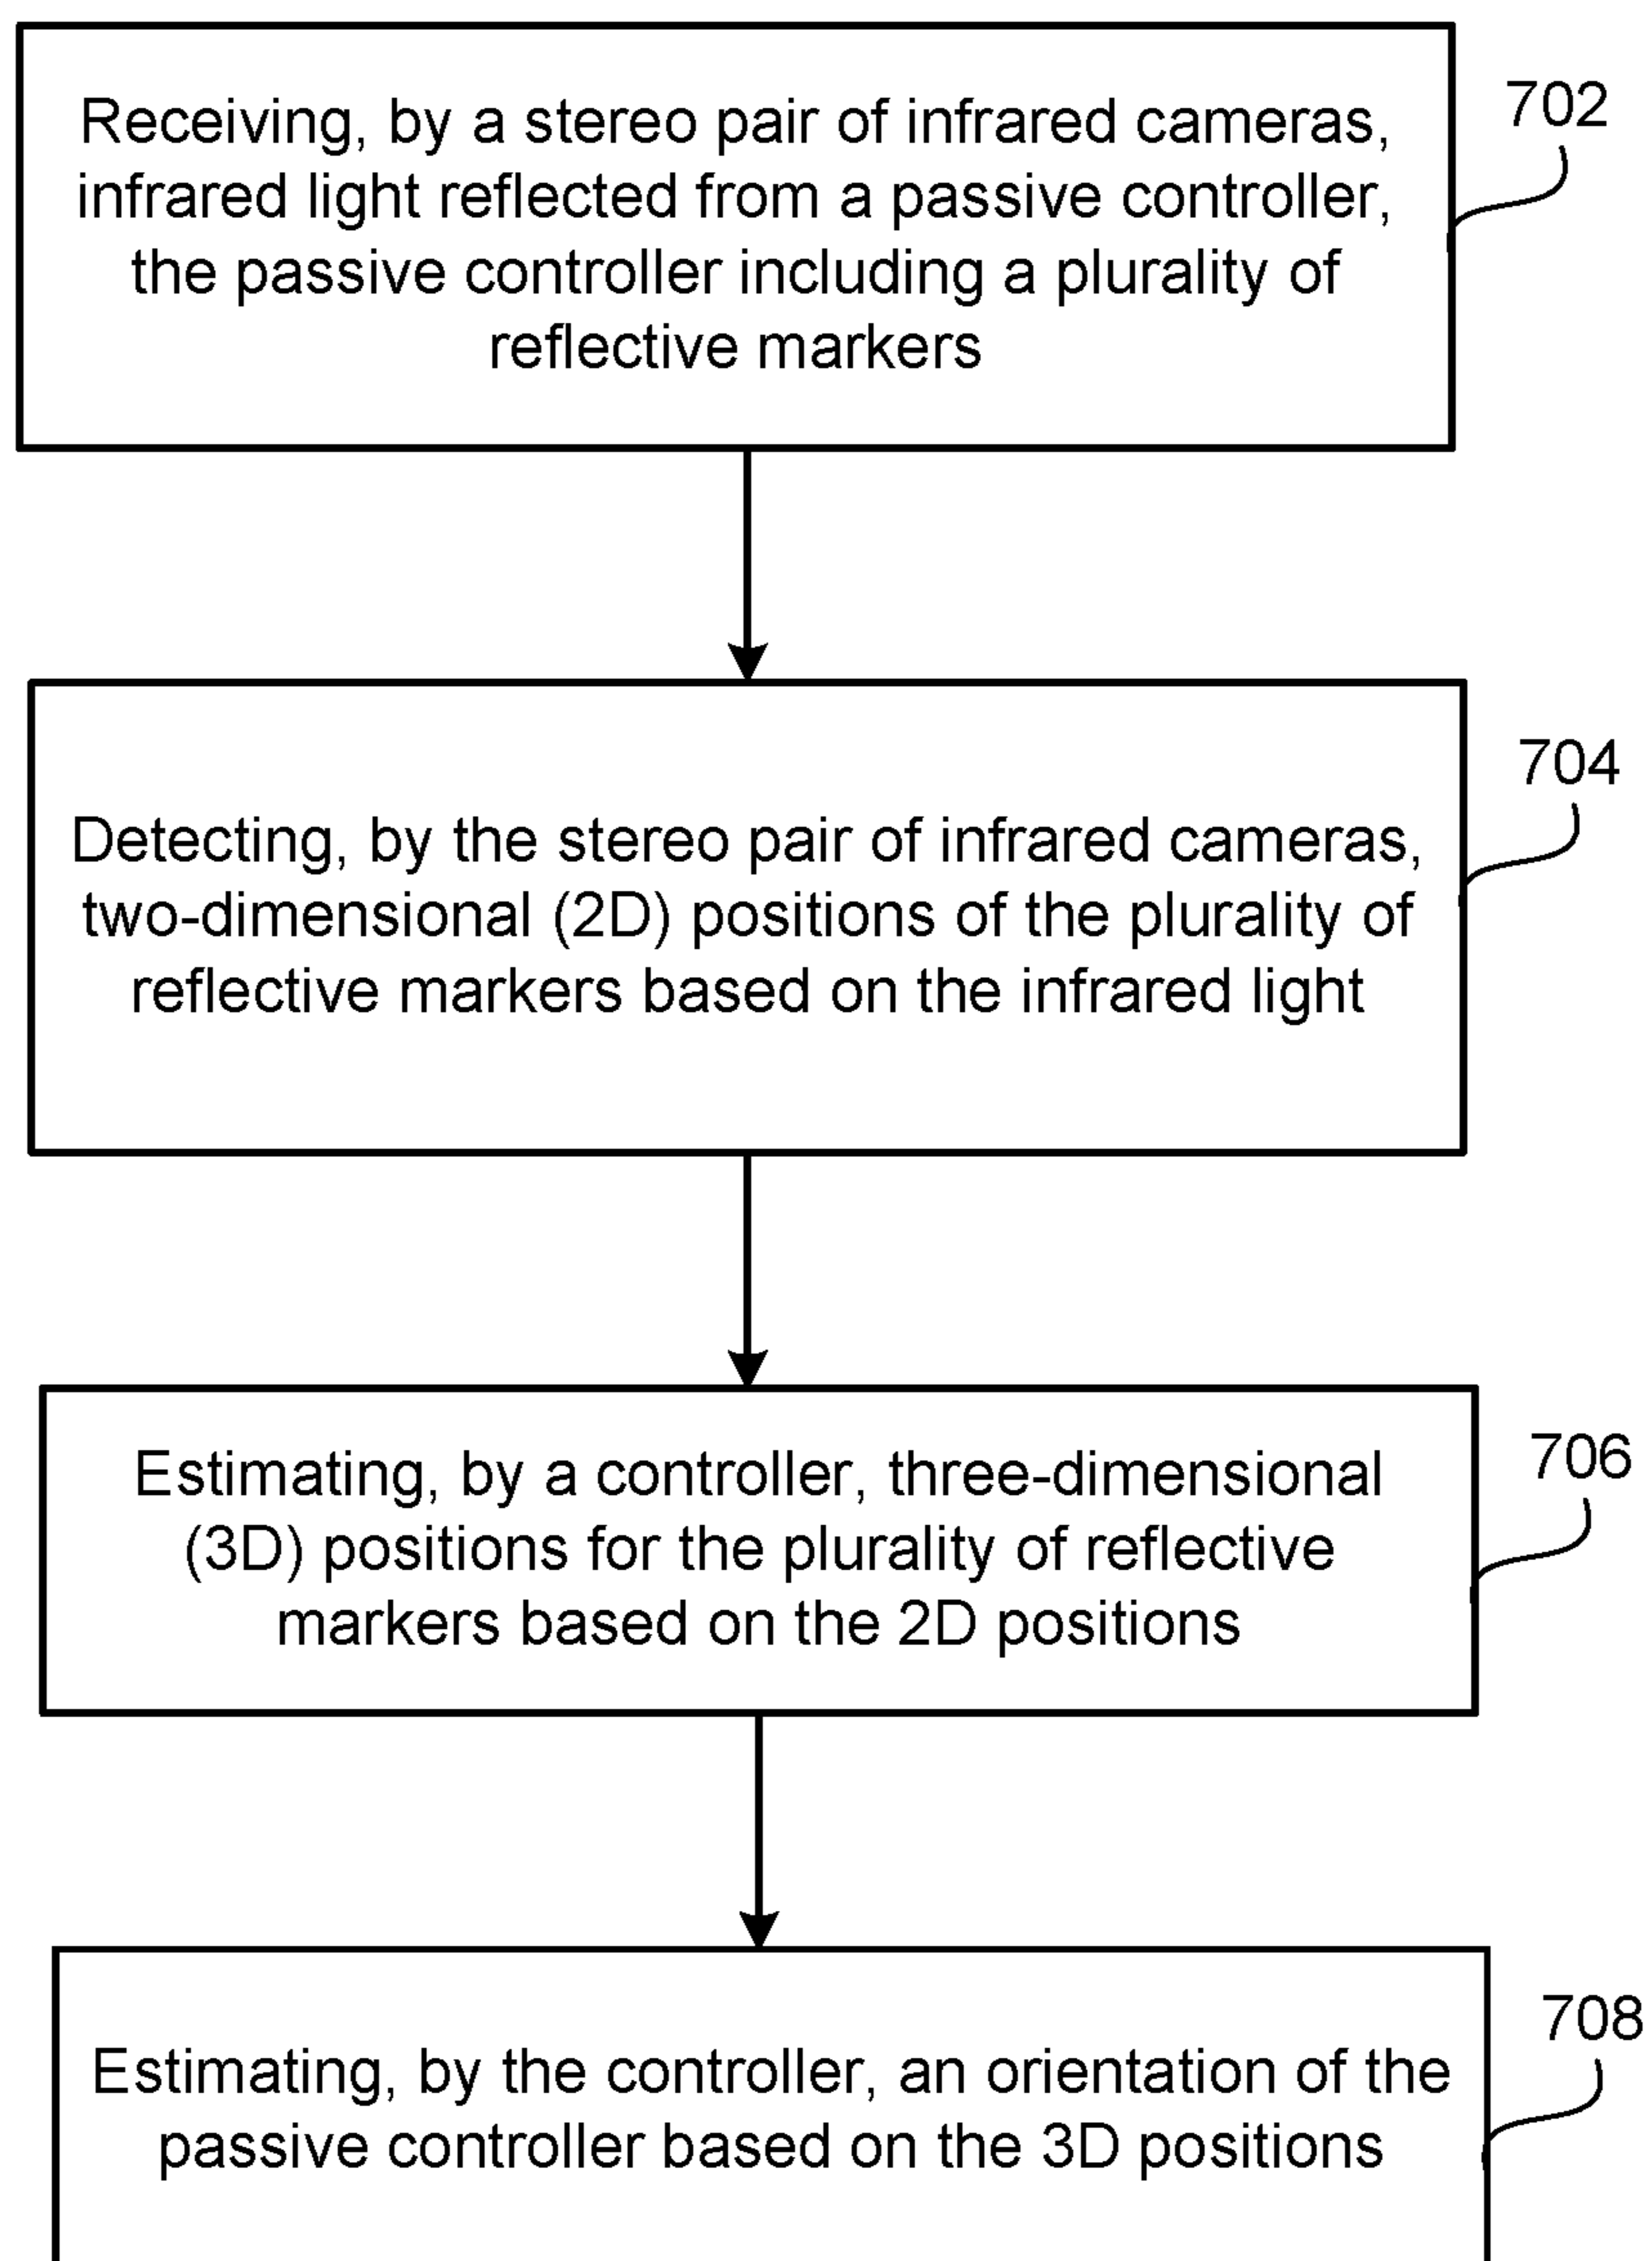 Receiving, by a stereo pair of infrared cameras,
infrared light reflected from a passive controller,
the passive controller including a plurality of
reflective markers
702
Detecting, by the stereo pair of infrared cameras,
two-dimensional (2D) positions of the plurality of
reflective markers based on the infrared light
704
Estimating, by a controller, three-dimensional
(3D) positions for the plurality of reflective
markers based on the 2D positions
706
Estimating, by the controller, an orientation of the
passive controller based on the 3D positions
708